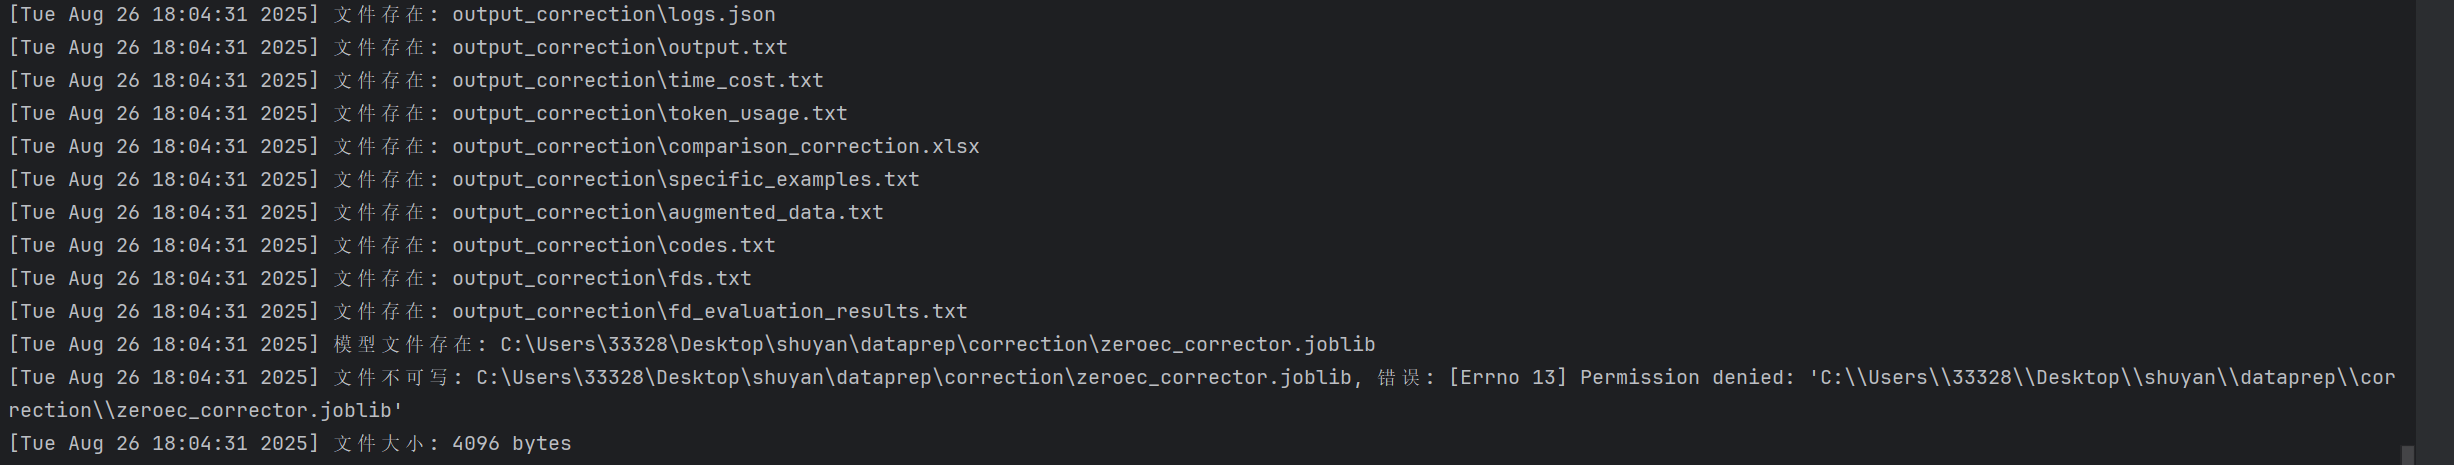 [Tue Aug 26 18:04:31 2025] 文件存在: output_correction\logs.json
[Tue Aug 26 18:04:31 2025] 文件存在: output_correction\output.txt
[Tue Aug 26 18:04:31 2025] 文件存在: output_correction\time_cost.txt
[Tue Aug 26 18:04:31 2025] 文件存在: output_correction\token_usage.txt
[Tue Aug 26 18:04:31 2025] 文件存在: output_correction\comparison_correction.xlsx
[Tue Aug 26 18:04:31 2025] 文件存在: output_correction\specific_examples.txt
[Tue Aug 26 18:04:31 2025] 文件存在: output_correction\augmented_data.txt
[Tue Aug 26 18:04:31 2025] 文件存在: output_correction\codes.txt
[Tue Aug 26 18:04:31 2025] 文件存在: output_correction\fds.txt
[Tue Aug 26 18:04:31 2025] 文件存在: output_correction\fd_evaluation_results.txt
[Tue Aug 26 18:04:31 2025] 模型文件存在: C:\Users\33328\Desktop\shuyan\dataprep\correction\zeroec_corrector.joblib
[Tue Aug 26 18:04:31 2025] 文件不可写: C:\Users\33328\Desktop\shuyan\dataprep\correction\zeroec_corrector.joblib, 错误: [Errno 13] Permission denied: 'C:\\Users\\33328\\Desktop\\shuyan\\dataprep\\cor
rection\\zeroec_corrector.joblib'
[Tue Aug 26 18:04:31 2025] 文件大小: 4096 bytes